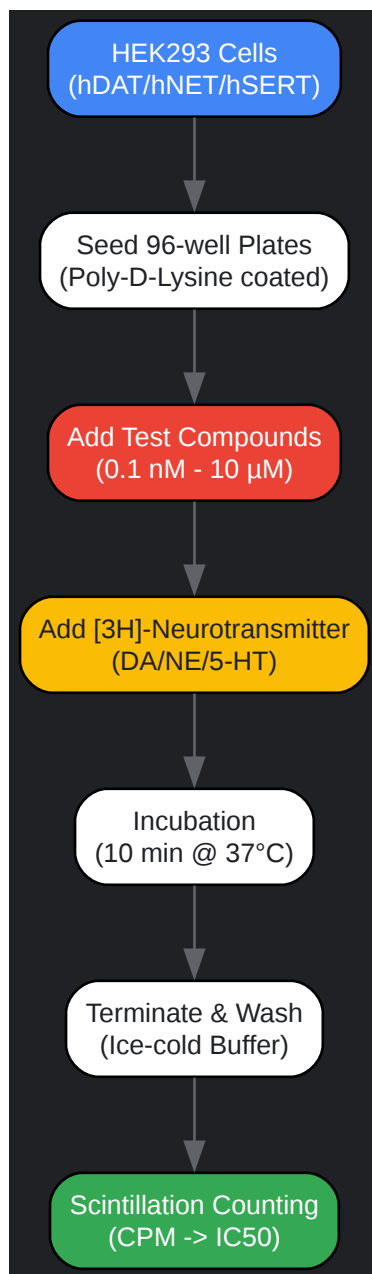 HEK293 Cells
(hDAT/hNET/hSERT)
Seed 96-well Plates
(Poly-D-Lysine coated)
Add Test Compounds
(0.1 nM - 10 µM)
Add [3H]-Neurotransmitter
(DA/NE/5-HT)
Incubation
(10 min @ 37°C)
Terminate & Wash
(Ice-cold Buffer)
Scintillation Counting
(CPM -> IC50)